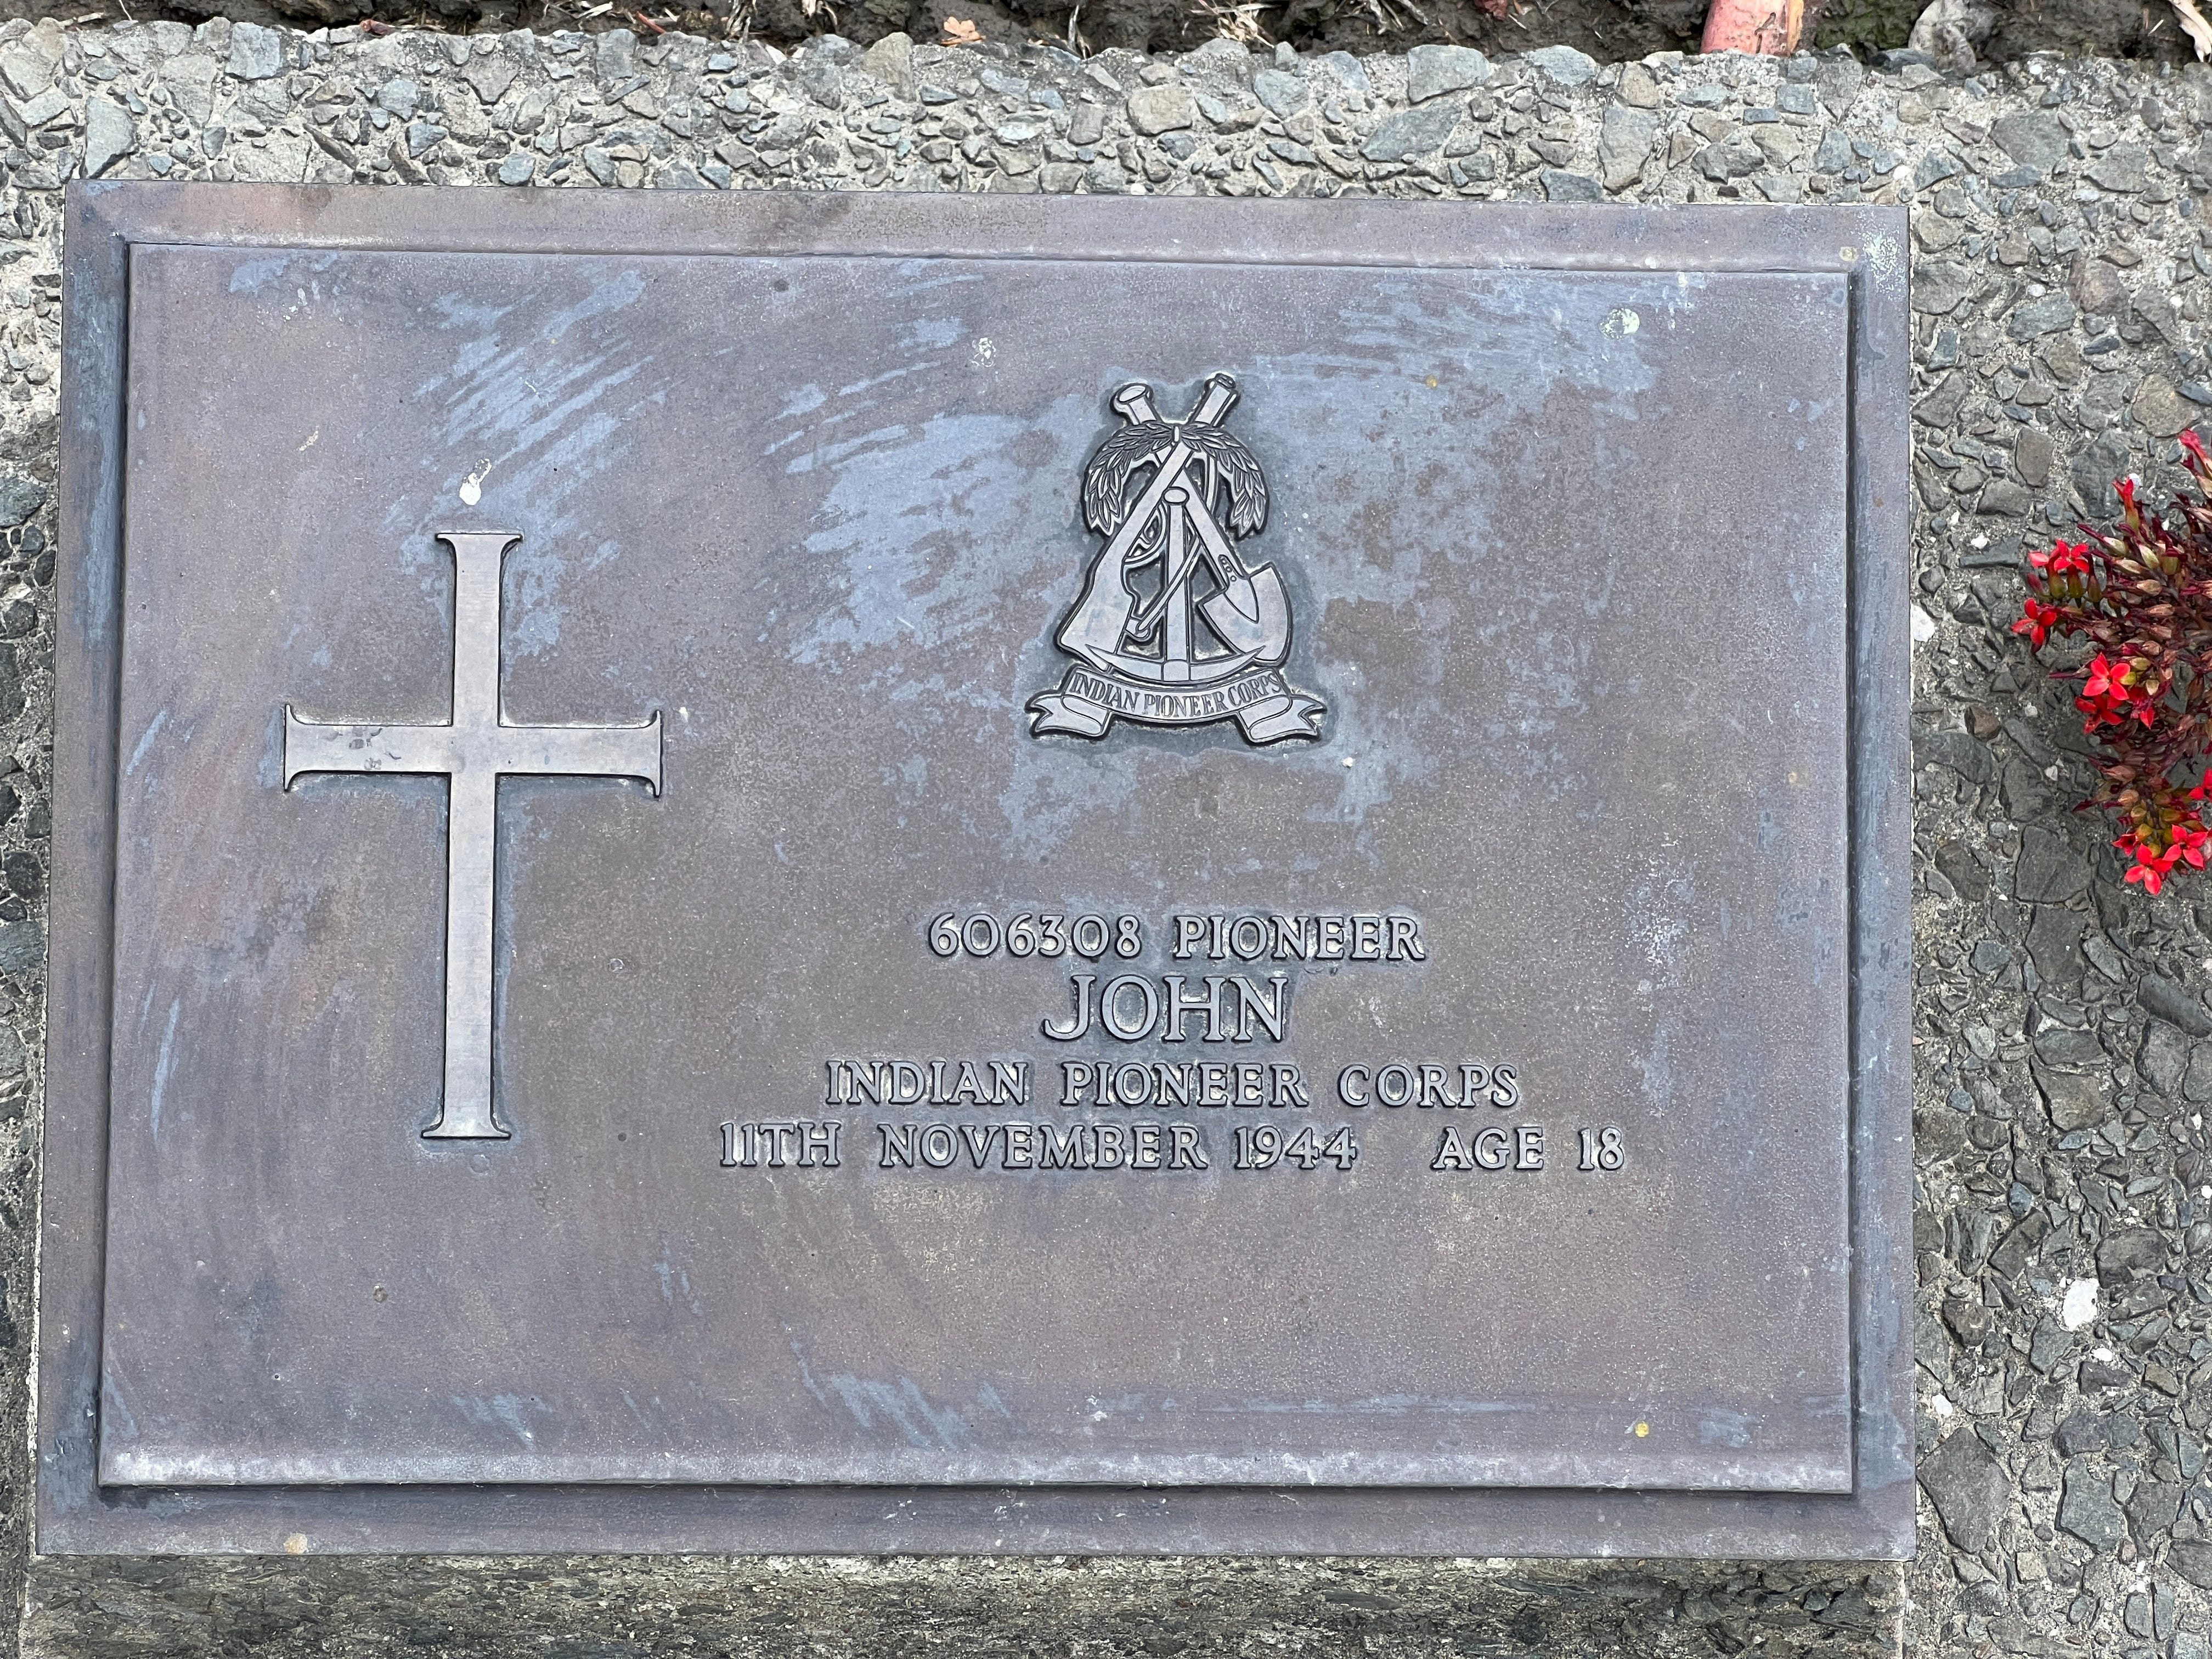 INDIAN PIONEER CORPS
606308 PIONEER
JOHN
INDIAN PIONEER CORPS
11TH NOVEMBER 1944 AGE 18